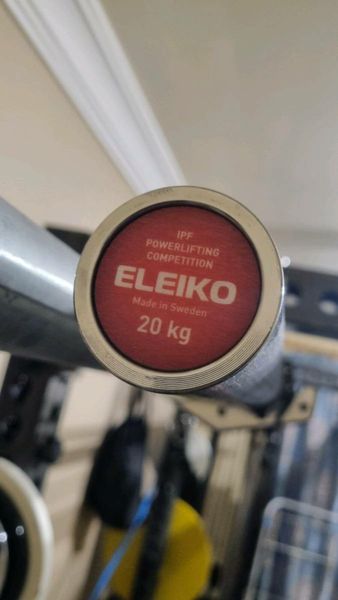 IPF
POWERLIFTING
COMPETITION
ELEIKO
Made in Sweden
20 kg